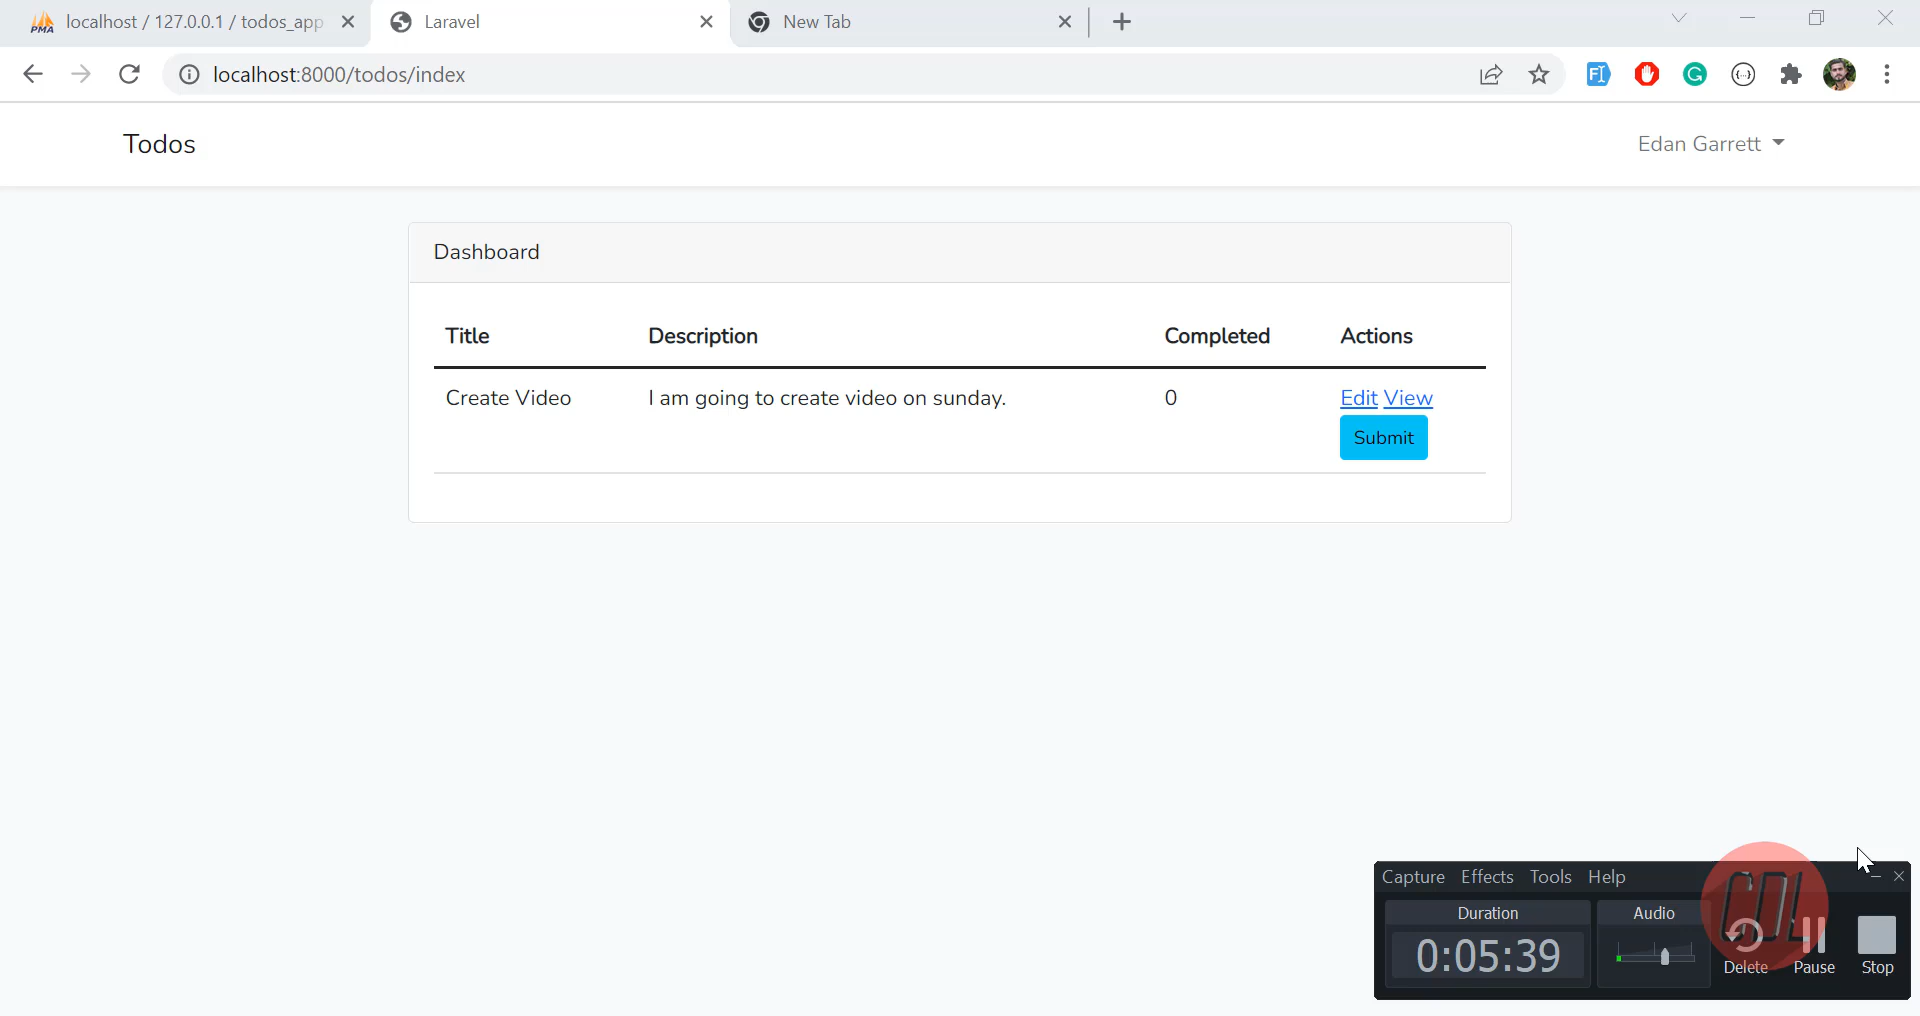 localhost / 127.0.0.1 / todos_app
Laravel
New Tab
localhost:8000/todos/index
Todos
Edan Garrett
Dashboard
Title Description Completed Actions
Create Video I am going to create video on sunday. 0 Edit View
Submit
Capture Effects Tools Help
Duration Audio
0:05:39
Delete Pause Stop